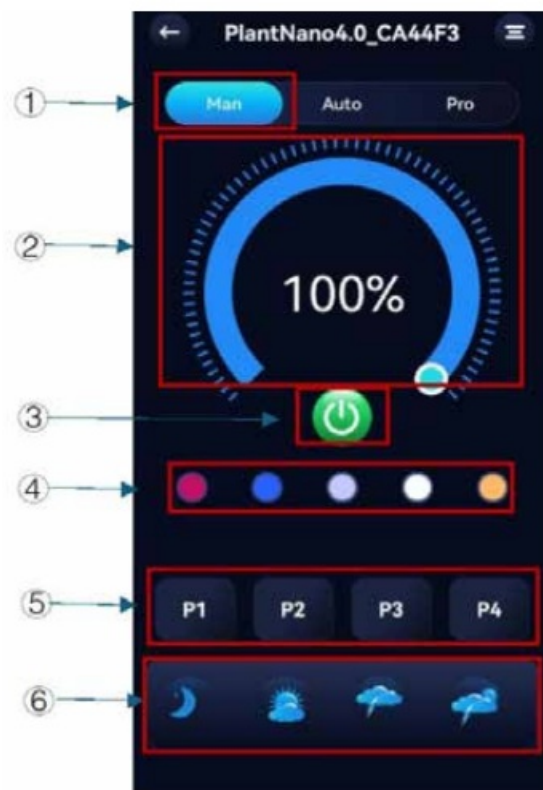 PlantNano4.0_CA44F3
① Man Auto Pro
② 100%
③
④
⑤ P1 P2 P3 P4
⑥